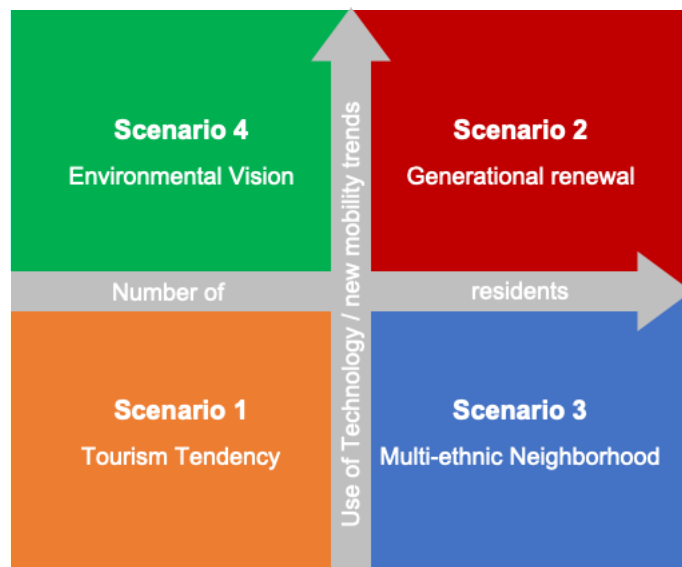 Scenario 4
Environmental Vision
Scenario 2
Generational renewal
Use of Technology / new mobility trends
Number of residents
Scenario 1
Tourism Tendency
Scenario 3
Multi-ethnic Neighborhood